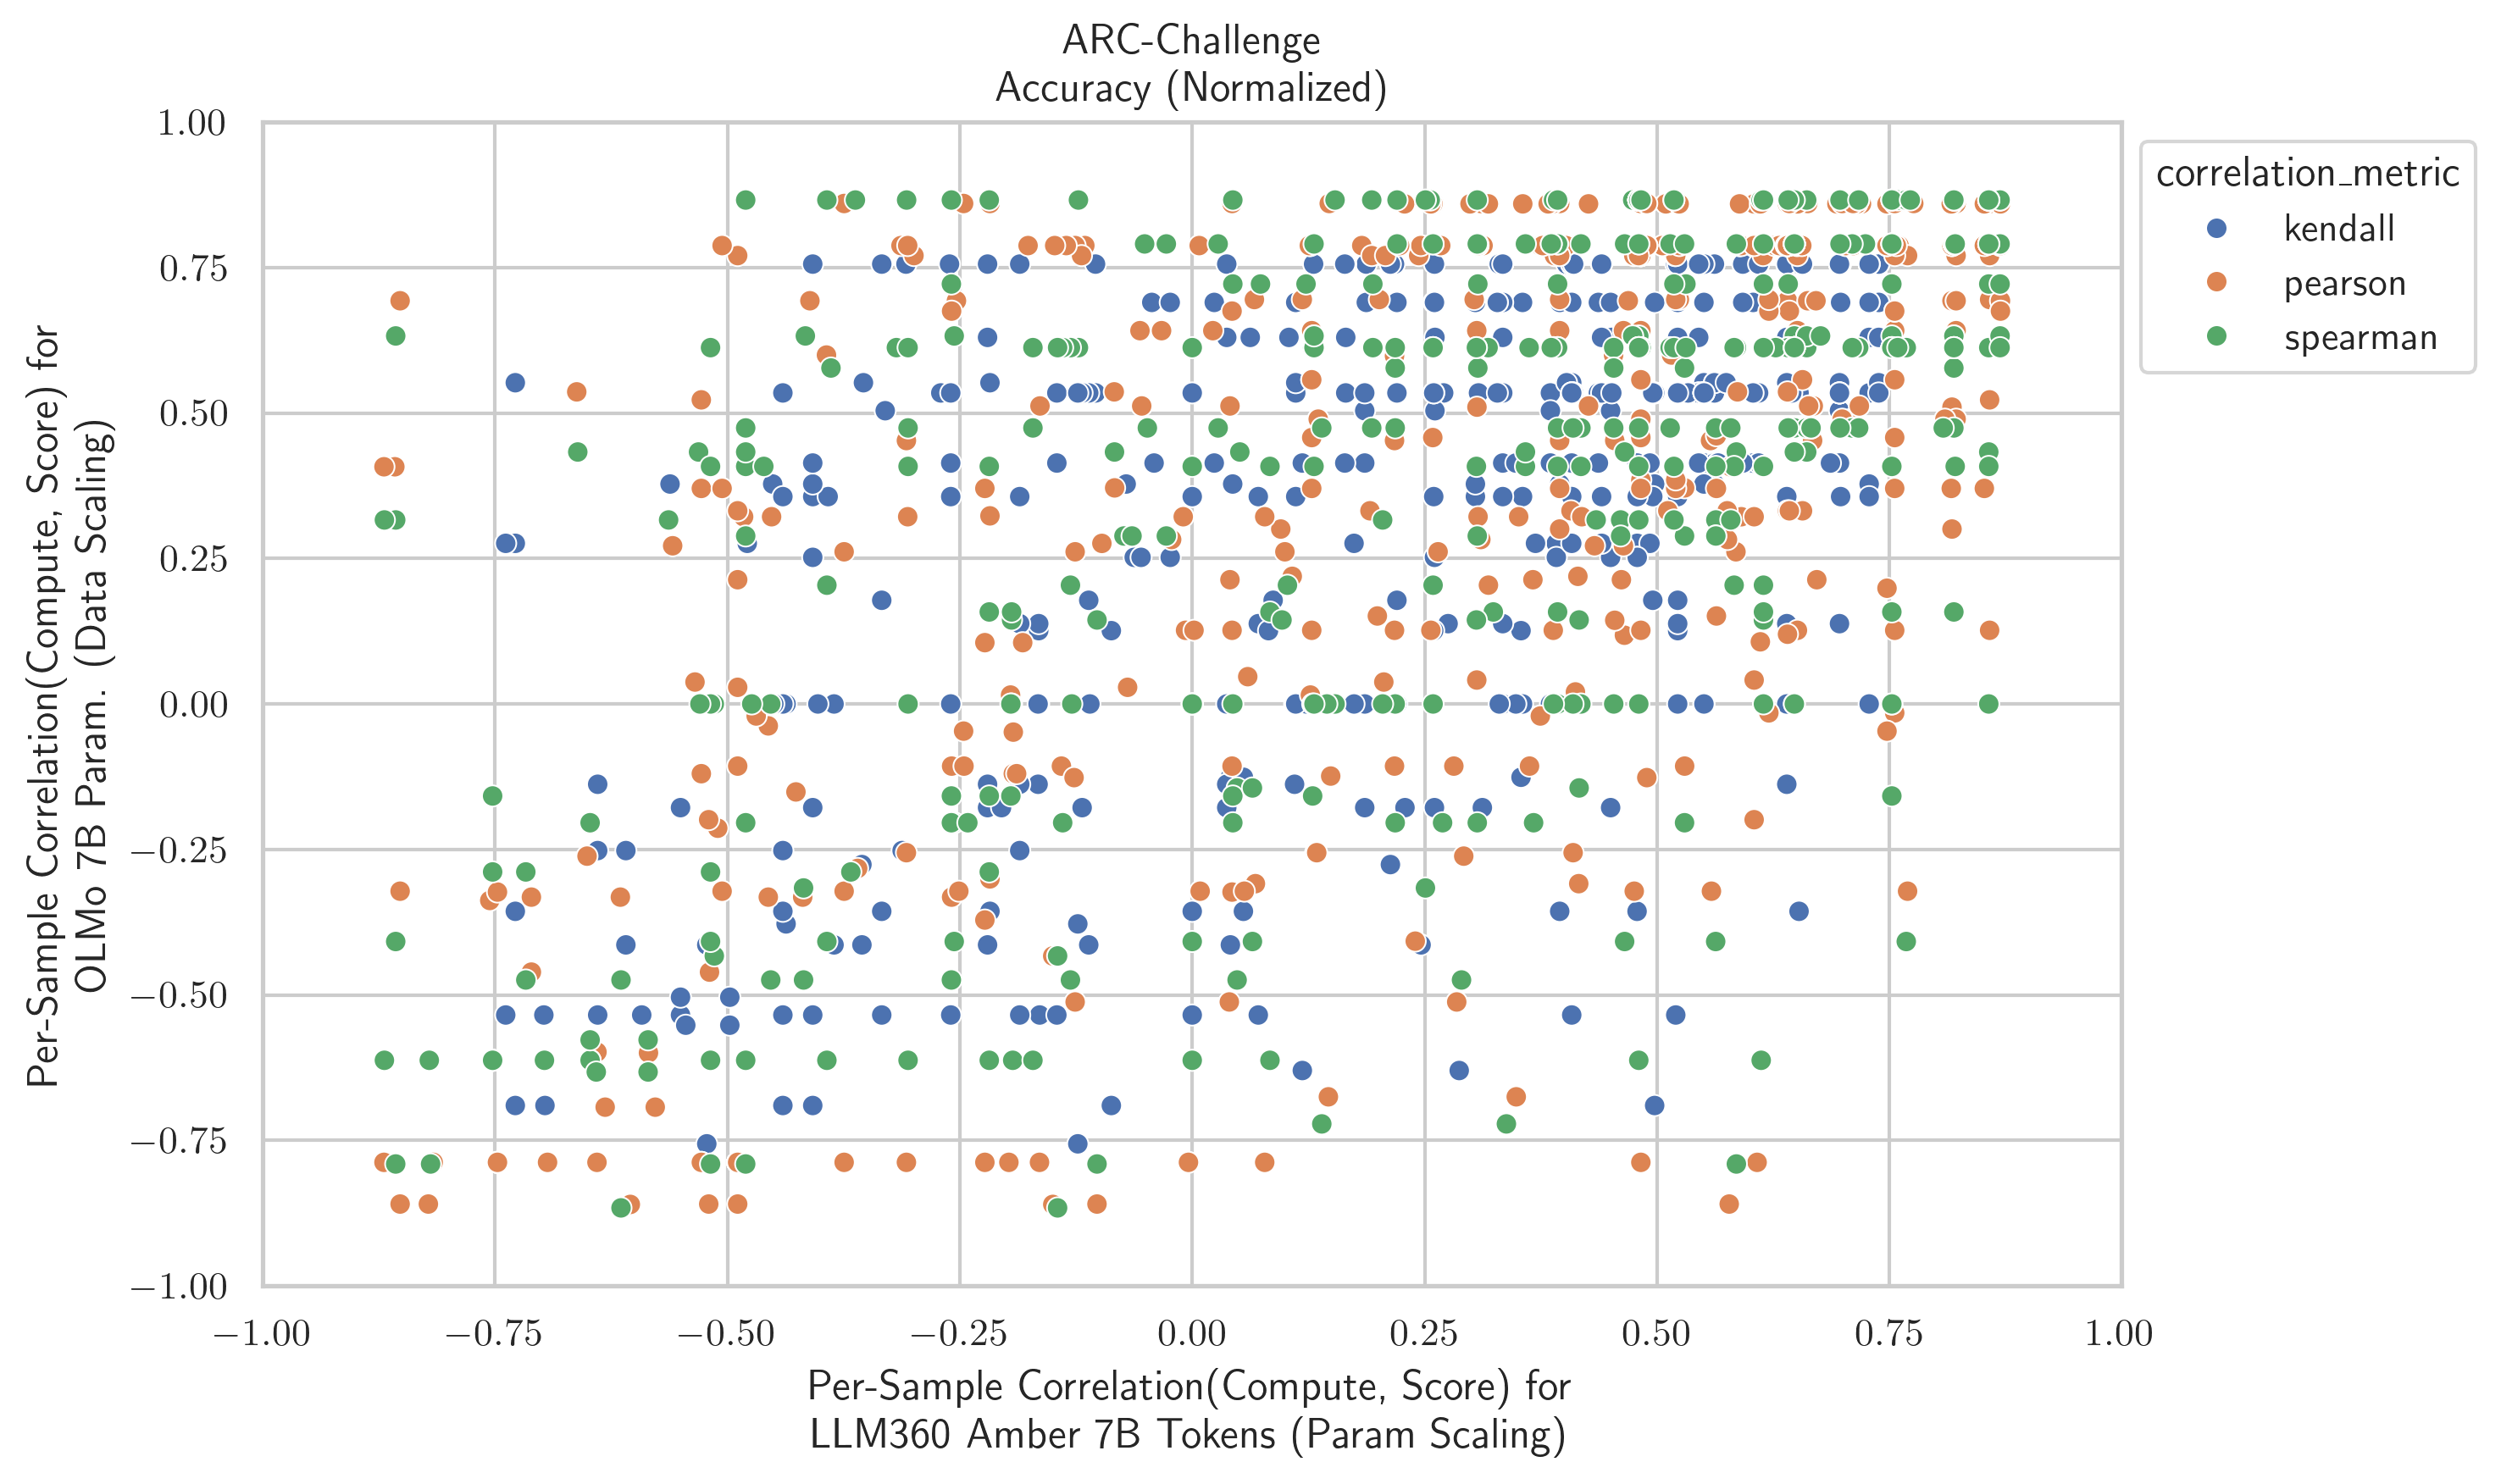 ARC-Challenge
Accuracy (Normalized)
Per-Sample Correlation(Compute, Score) for
OLMo 7B Param. (Data Scaling)
1.00
0.75
0.50
0.25
0.00
−0.25
−0.50
−0.75
−1.00
−1.00 −0.75 −0.50 −0.25 0.00 0.25 0.50 0.75 1.00
Per-Sample Correlation(Compute, Score) for
LLM360 Amber 7B Tokens (Param Scaling)
correlation_metric
kendall
pearson
spearman